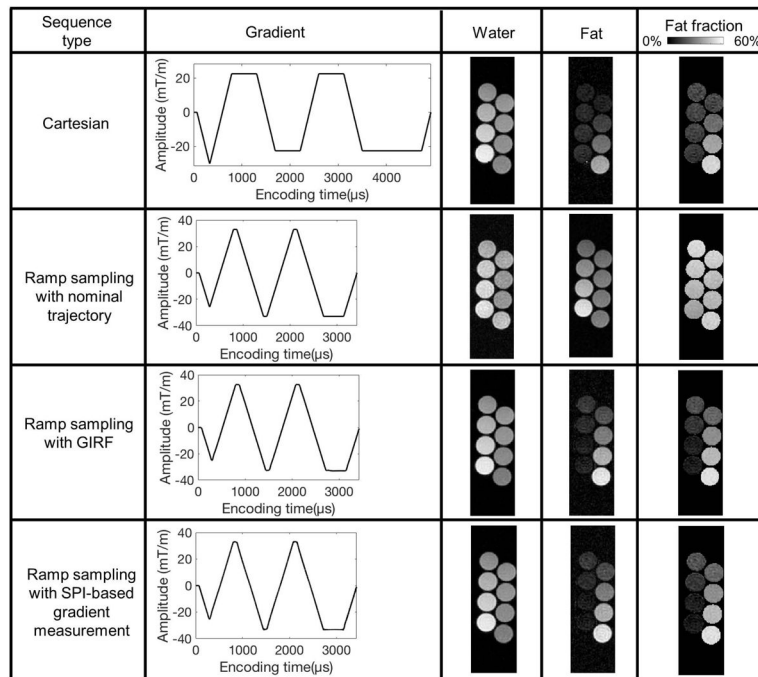 Sequence type
Gradient
Water
Fat
Fat fraction
0% 60%
Cartesian
Amplitude (mT/m)
20
0
-20
0 1000 2000 3000 4000
Encoding time(µs)
Ramp sampling
with nominal
trajectory
Amplitude (mT/m)
40
20
0
-20
-40
0 1000 2000 3000
Encoding time(µs)
Ramp sampling
with GIRF
Amplitude (mT/m)
40
20
0
-20
-40
0 1000 2000 3000
Encoding time(µs)
Ramp sampling
with SPI-based
gradient
measurement
Amplitude (mT/m)
40
20
0
-20
-40
0 1000 2000 3000
Encoding time(µs)